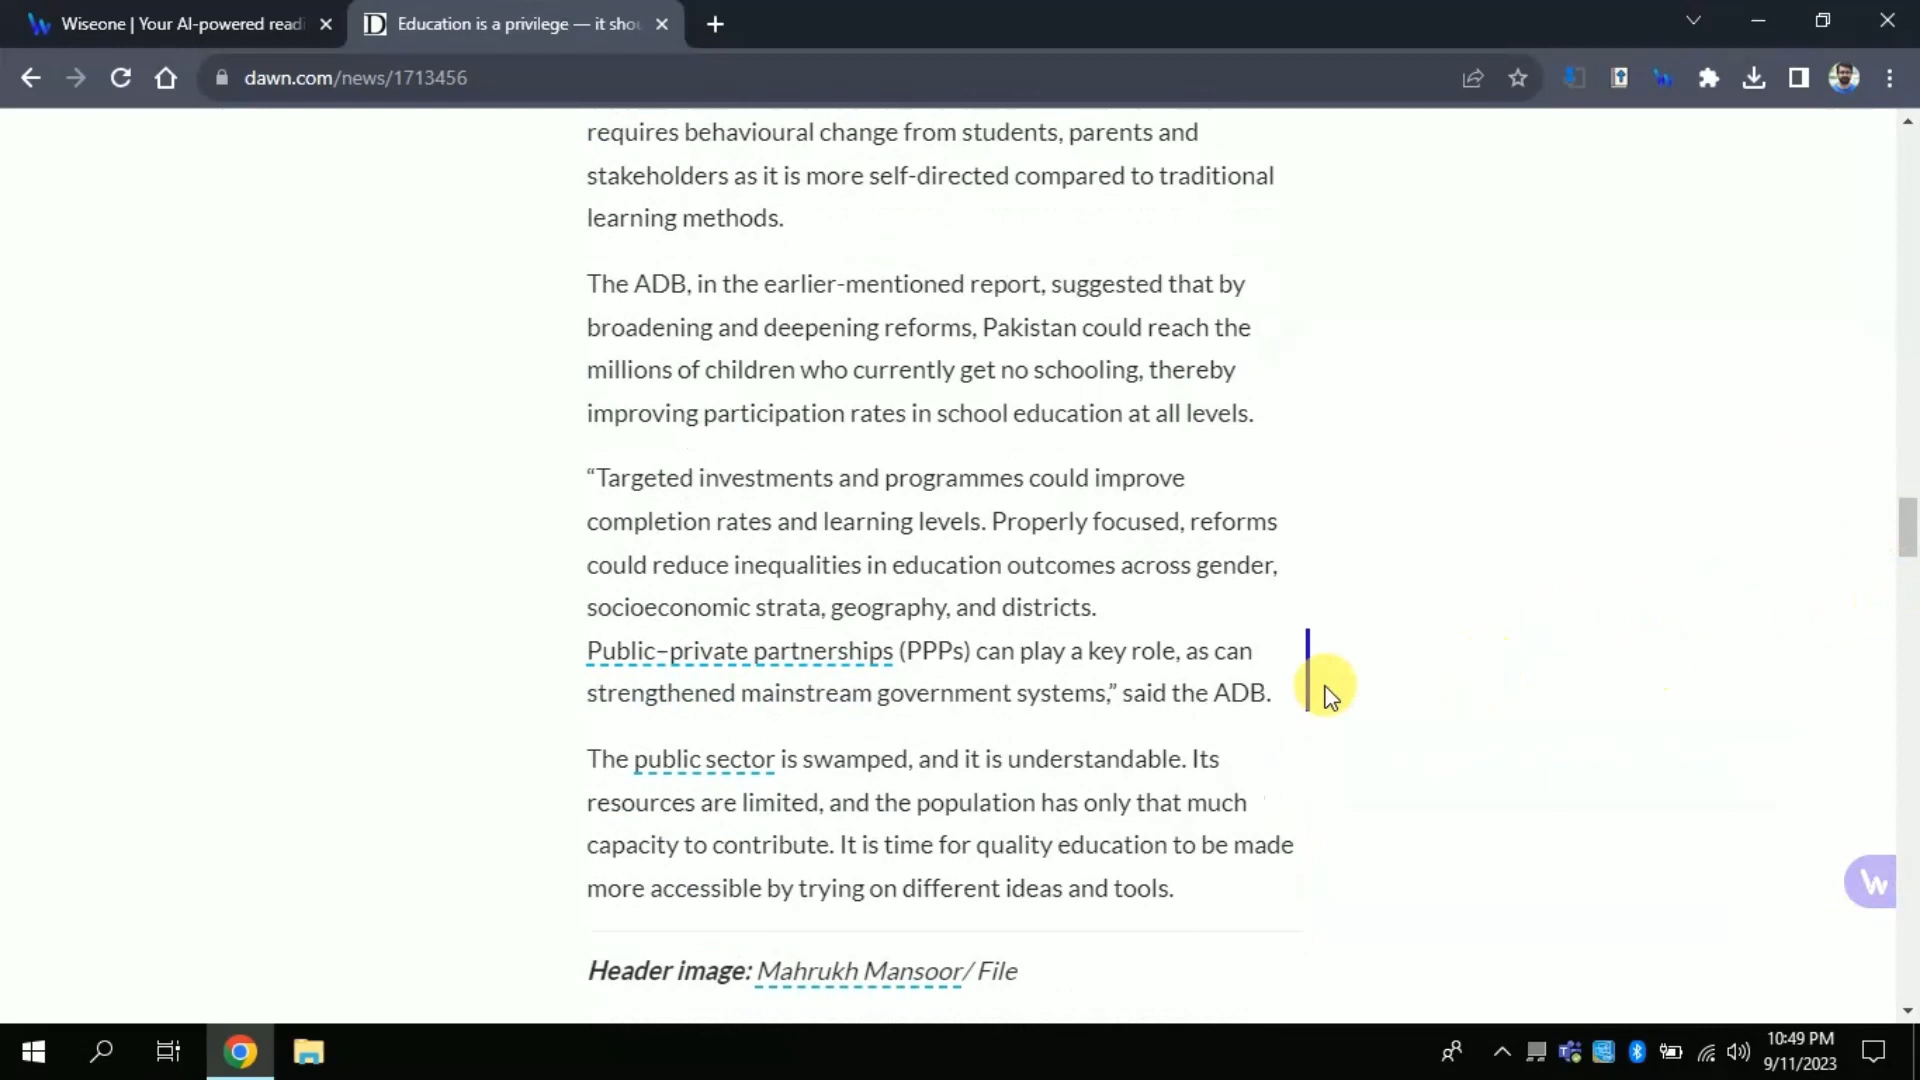 Wiseone | Your AI-powered readi
Education is a privilege — it shou
dawn.com/news/1713456
requires behavioural change from students, parents and
stakeholders as it is more self-directed compared to traditional
learning methods.
The ADB, in the earlier-mentioned report, suggested that by
broadening and deepening reforms, Pakistan could reach the
millions of children who currently get no schooling, thereby
improving participation rates in school education at all levels.
“Targeted investments and programmes could improve
completion rates and learning levels. Properly focused, reforms
could reduce inequalities in education outcomes across gender,
socioeconomic strata, geography, and districts.
Public–private partnerships (PPPs) can play a key role, as can
strengthened mainstream government systems,” said the ADB.
The public sector is swamped, and it is understandable. Its
resources are limited, and the population has only that much
capacity to contribute. It is time for quality education to be made
more accessible by trying on different ideas and tools.
Header image: Mahrukh Mansoor/ File
10:49 PM
9/11/2023